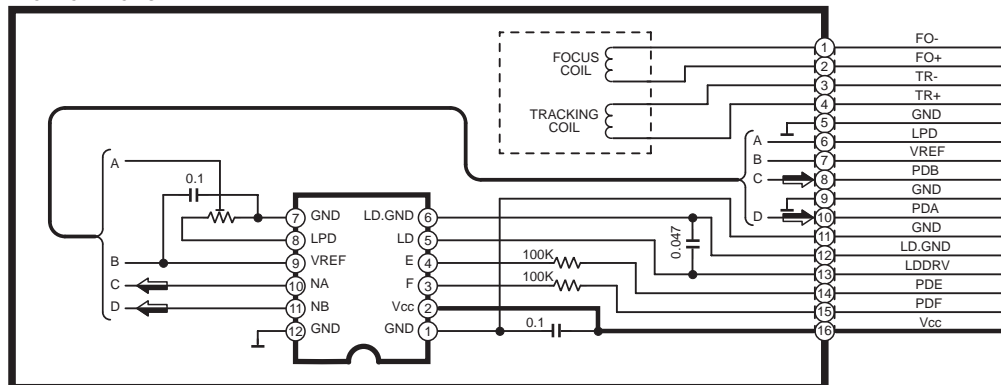 FOCUS
COIL
TRACKING
COIL
1 FO-
2 FO+
3 TR-
4 TR+
5 GND
A 6 LPD
B 7 VREF
C 8 PDB
9 GND
D 10 PDA
11 GND
12 LD.GND
13 LDDRV
14 PDE
15 PDF
16 Vcc
A
B
C
D
0.1
7 GND LD.GND 6
8 LPD LD 5
9 VREF E 4
10 NA F 3
11 NB Vcc 2
12 GND GND 1
100K
100K
0.047
0.1